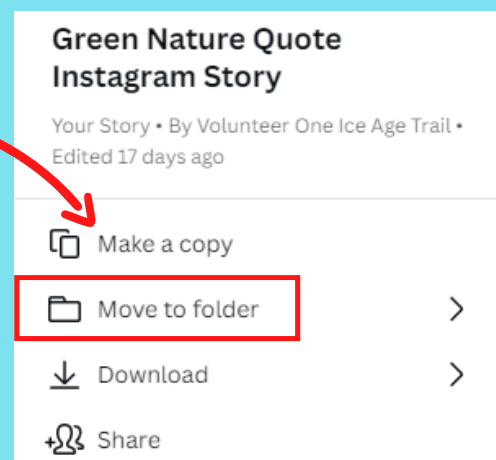 Green Nature Quote
Instagram Story
Your Story • By Volunteer One Ice Age Trail •
Edited 17 days ago
Make a copy
Move to folder
Download
Share